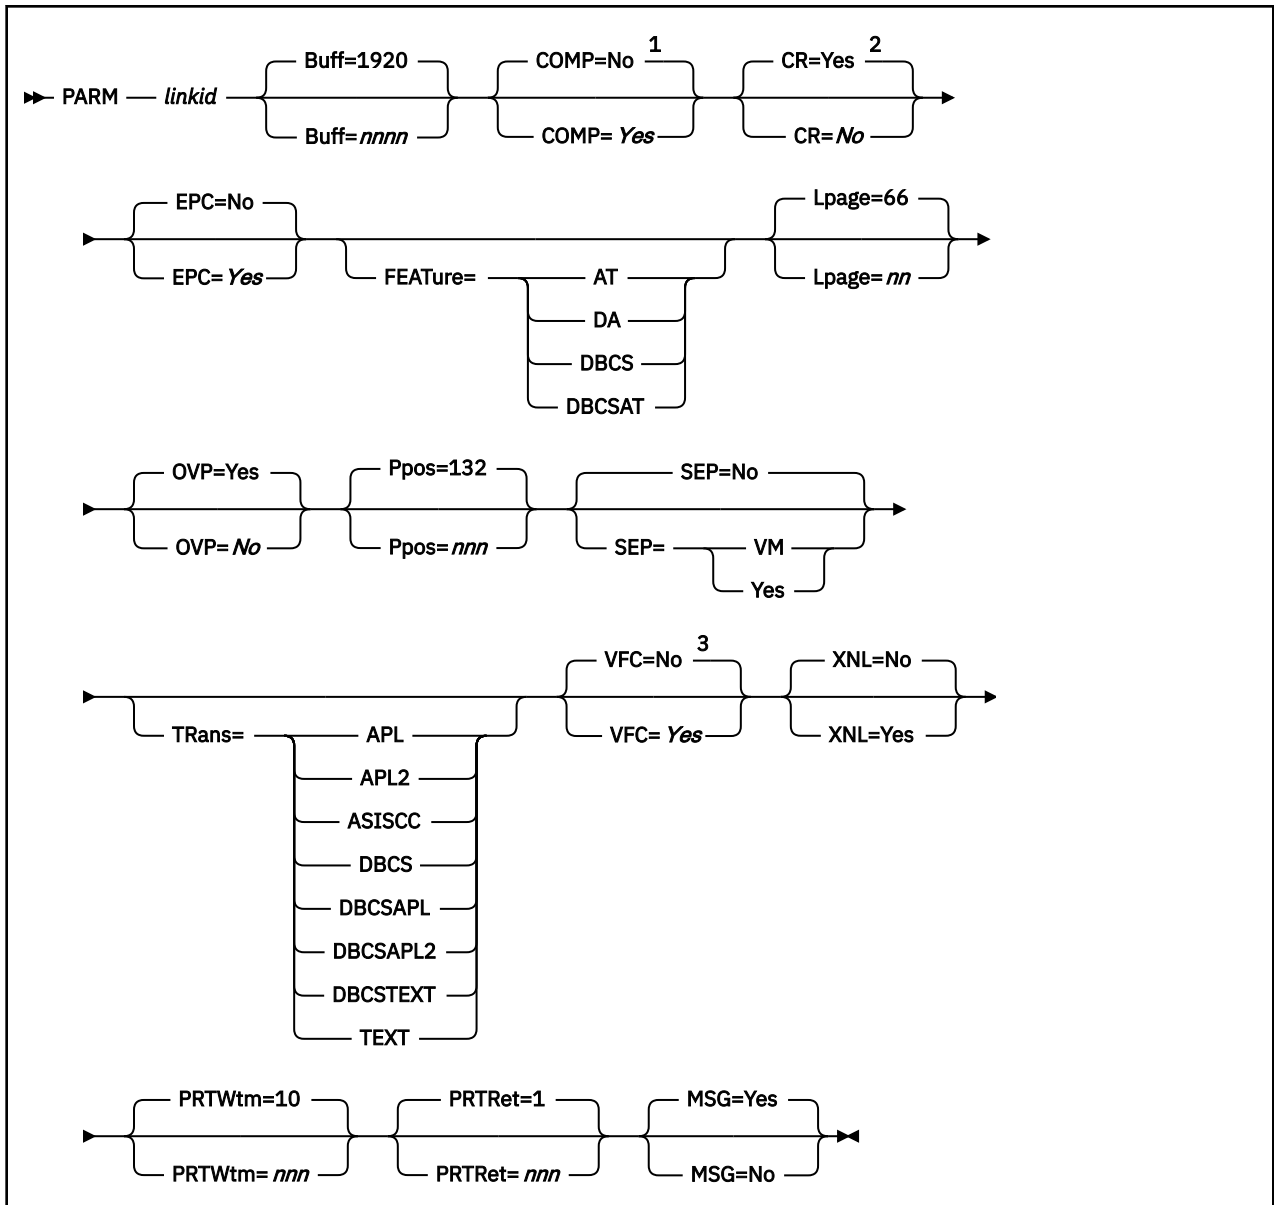 1 2
Buff=1920 COMP=No CR=Yes
PARM linkid
Buff=nnnn COMP=Yes CR=No
EPC=No Lpage=66
EPC=Yes FEATure= AT Lpage=nn
DA
DBCS
DBCSAT
OVP=Yes Ppos=132 SEP=No
OVP=No Ppos=nnn SEP= VM
Yes
3
VFC=No XNL=No
TRans= APL VFC=Yes XNL=Yes
APL2
ASISCC
DBCS
DBCSAPL
DBCSAPL2
DBCSTEXT
TEXT
PRTWtm=10 PRTRet=1 MSG=Yes
PRTWtm=nnn PRTRet=nnn MSG=No